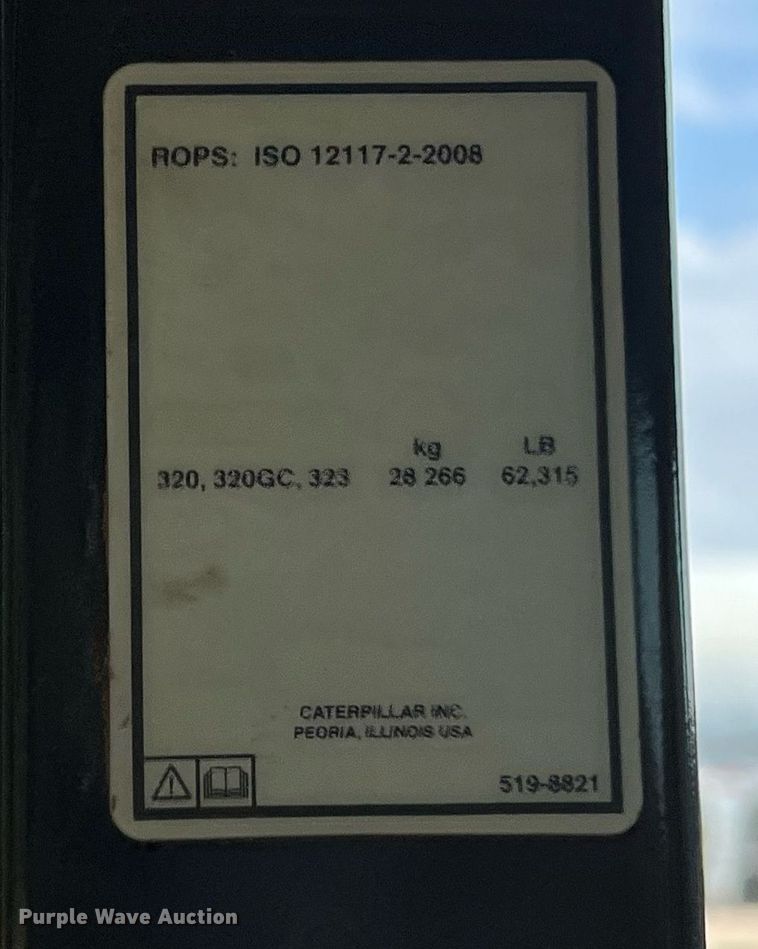 ROPS: ISO 12117-2-2008
kg LB
320, 320GC, 323 28 266 62,315
CATERPILLAR INC.
PEORIA, ILLINOIS USA
519-8821
Purple Wave Auction